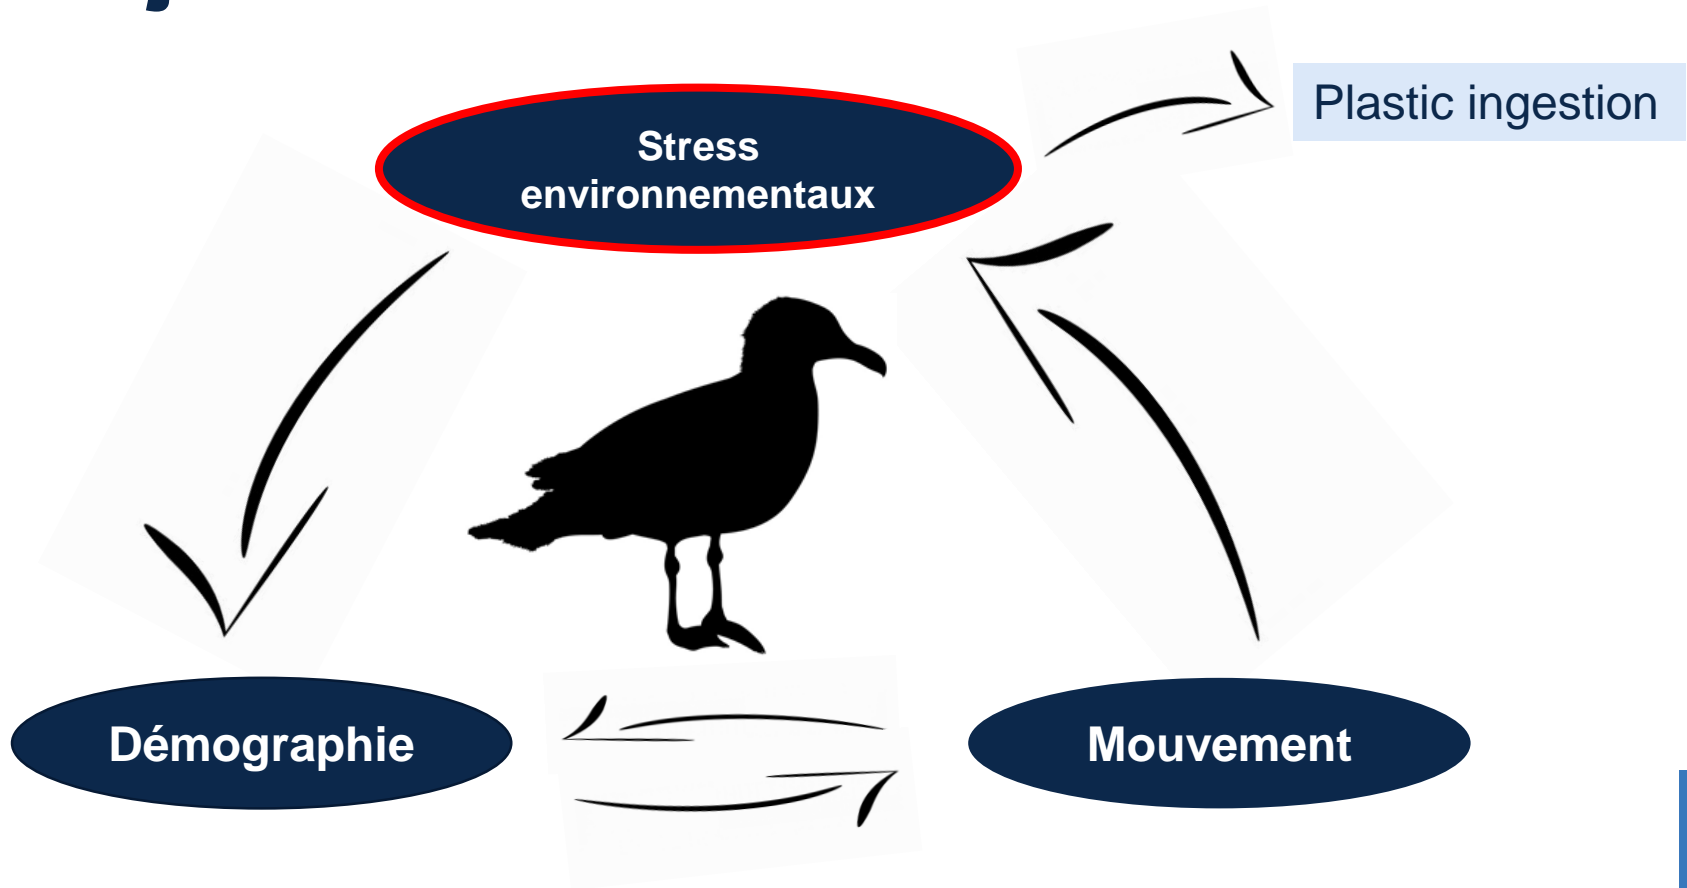 Stress
environnementaux
Plastic ingestion
Démographie
Mouvement